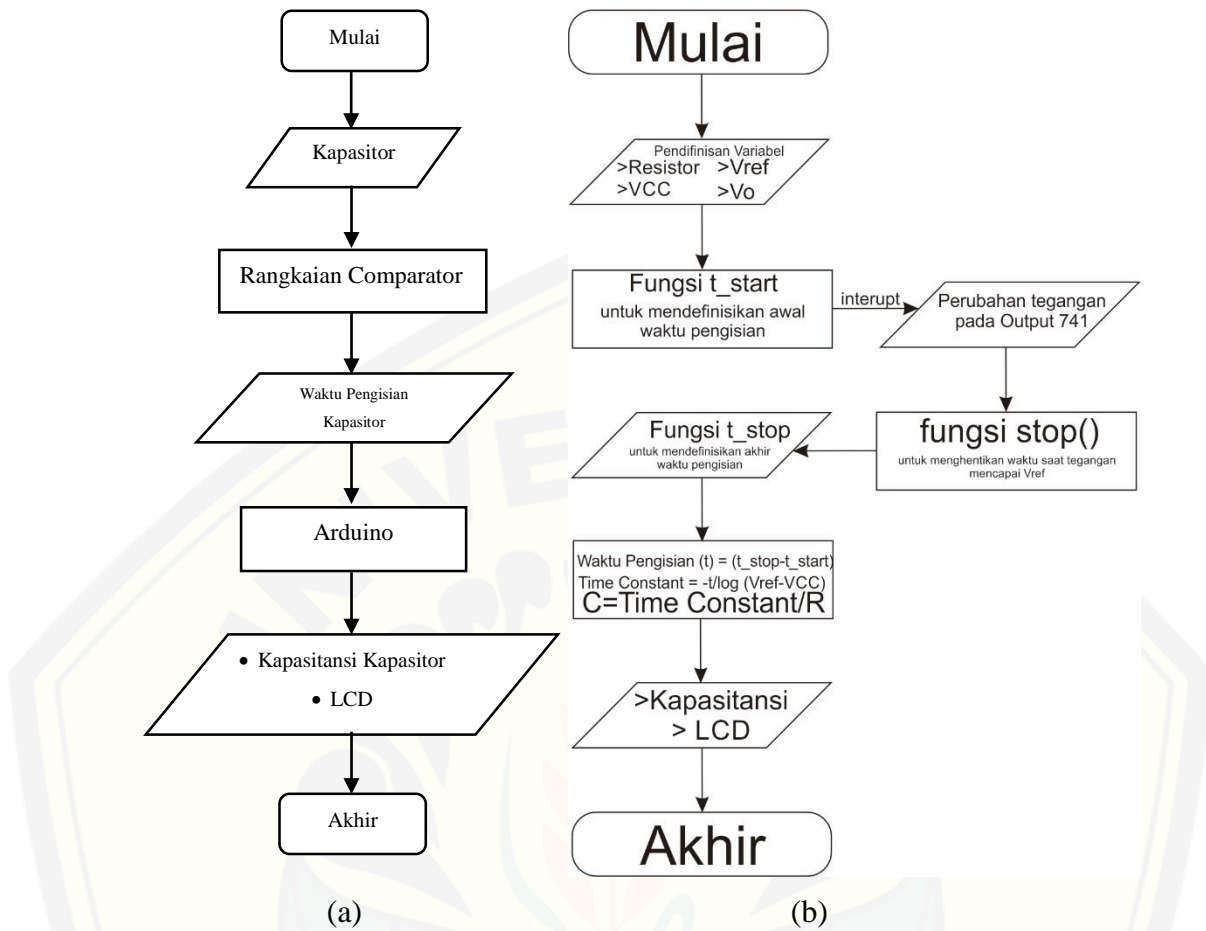 Mulai
Kapasitor
Rangkaian Comparator
Waktu Pengisian
Kapasitor
Arduino
• Kapasitansi Kapasitor
• LCD
Akhir
(a)
Mulai
Pendifinisan Variabel
>Resistor >Vref
>VCC >Vo
Fungsi t_start
untuk mendefinisikan awal
waktu pengisian
interupt
Perubahan tegangan
pada Output 741
fungsi stop()
untuk menghentikan waktu saat tegangan
mencapai Vref
Fungsi t_stop
untuk mendefinisikan akhir
waktu pengisian
Waktu Pengisian (t) = (t_stop-t_start)
Time Constant = -t/log (Vref-VCC)
C=Time Constant/R
>Kapasitansi
> LCD
Akhir
(b)